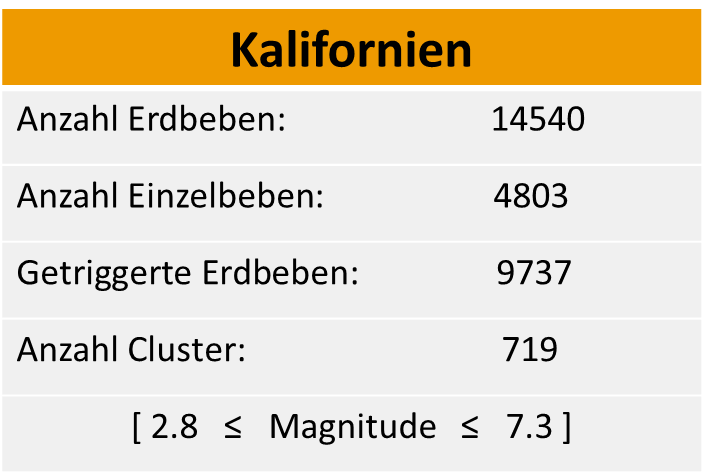 Kalifornien
Anzahl Erdbeben: 14540
Anzahl Einzelbeben: 4803
Getriggerte Erdbeben: 9737
Anzahl Cluster: 719
[ 2.8 ≤ Magnitude ≤ 7.3 ]